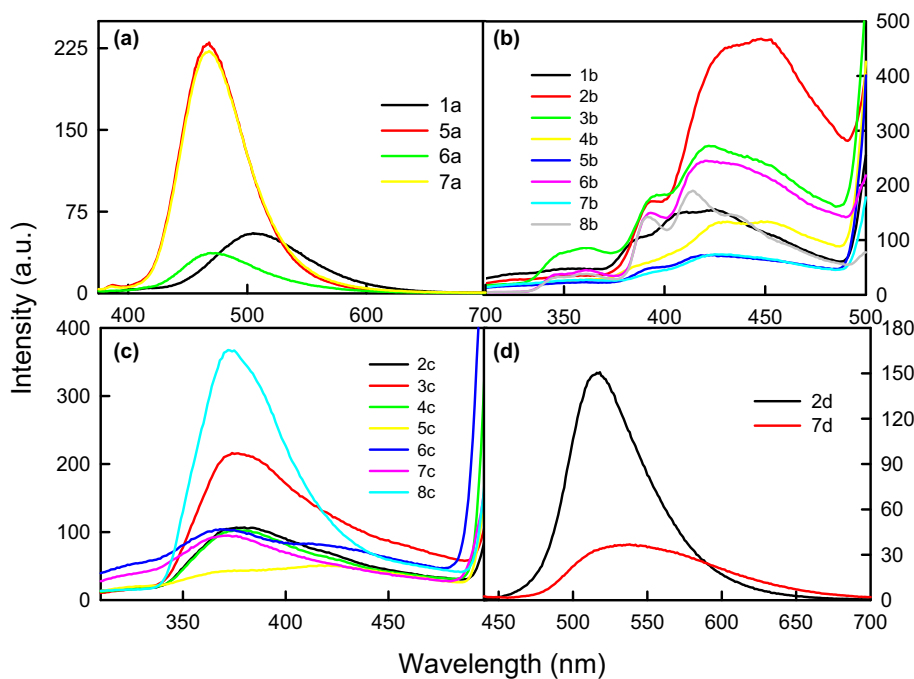 (a)
225
150
75
0
1a
5a
6a
7a
400
500
600
700
(b)
500
400
300
200
100
0
1b
2b
3b
4b
5b
6b
7b
8b
350
400
450
500
Intensity (a.u.)
(c)
400
300
200
100
0
2c
3c
4c
5c
6c
7c
8c
350
400
450
(d)
180
150
120
90
60
30
0
2d
7d
450
500
550
600
650
700
Wavelength (nm)